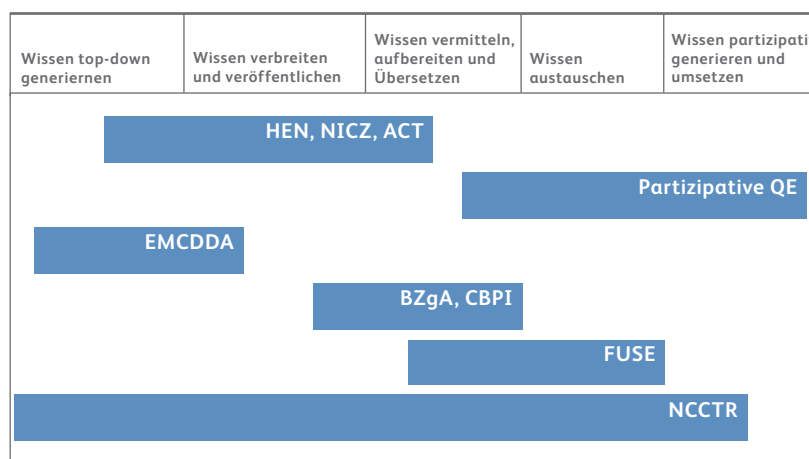 Wissen top-down
generiernen
Wissen verbreiten
und veröffentlichen
Wissen vermitteln,
aufbereiten und
Übersetzen
Wissen
austauschen
Wissen partizipati
generieren und
umsetzen
HEN, NICZ, ACT
Partizipative QE
EMCDDA
BZgA, CBPI
FUSE
NCCTR